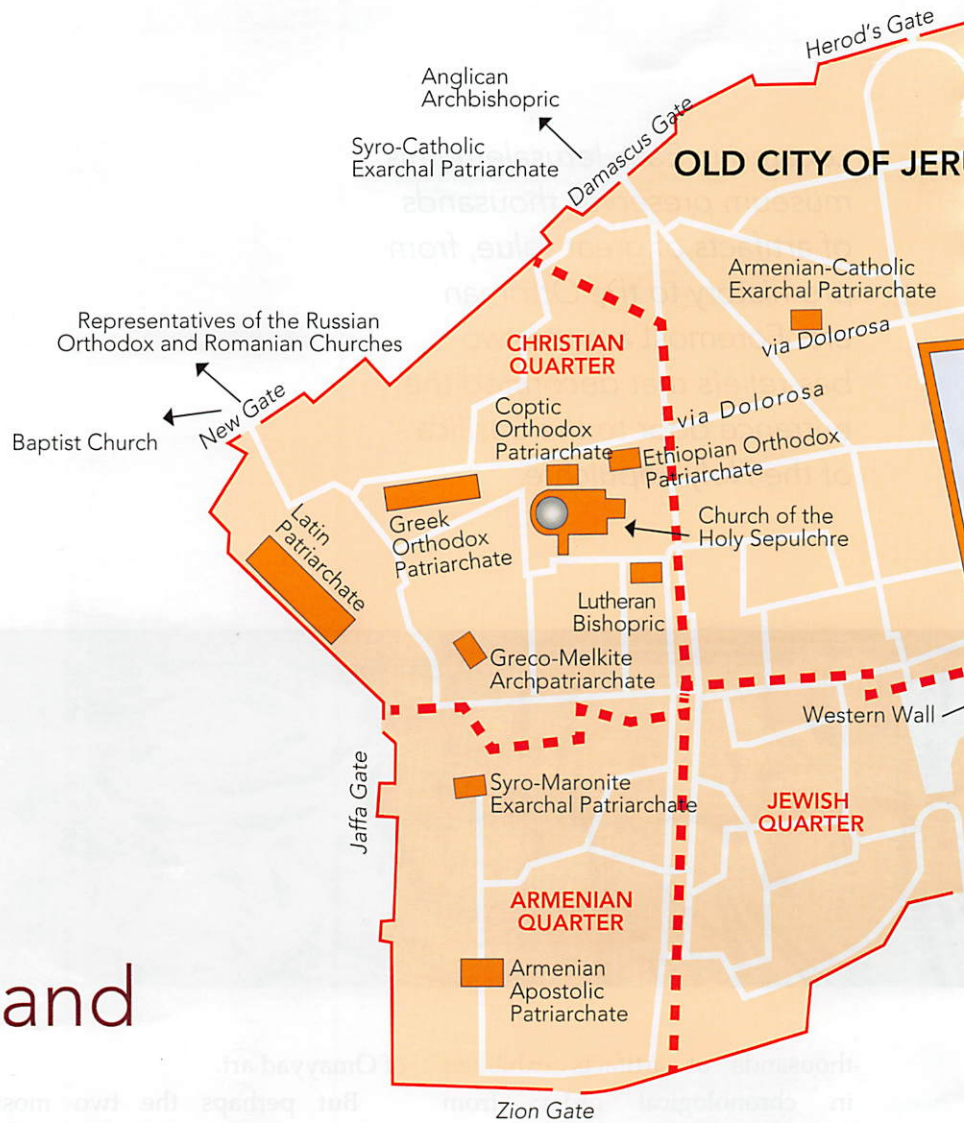 Herod's Gate
Anglican
Archbishopric
Syro-Catholic
Exarchal Patriarchate
Damascus Gate
OLD CITY OF JERU
Armenian-Catholic
Exarchal Patriarchate
via Dolorosa
Representatives of the Russian
Orthodox and Romanian Churches
CHRISTIAN
QUARTER
New Gate
Baptist Church
Coptic
Orthodox
Patriarchate
via Dolorosa
Ethiopian Orthodox
Patriarchate
Latin
Patriarchate
Greek
Orthodox
Patriarchate
Church of the
Holy Sepulchre
Lutheran
Bishopric
Greco-Melkite
Archpatriarchate
Western Wall
Jaffa Gate
Syro-Maronite
Exarchal Patriarchate
JEWISH
QUARTER
ARMENIAN
QUARTER
Armenian
Apostolic
Patriarchate
and
Zion Gate